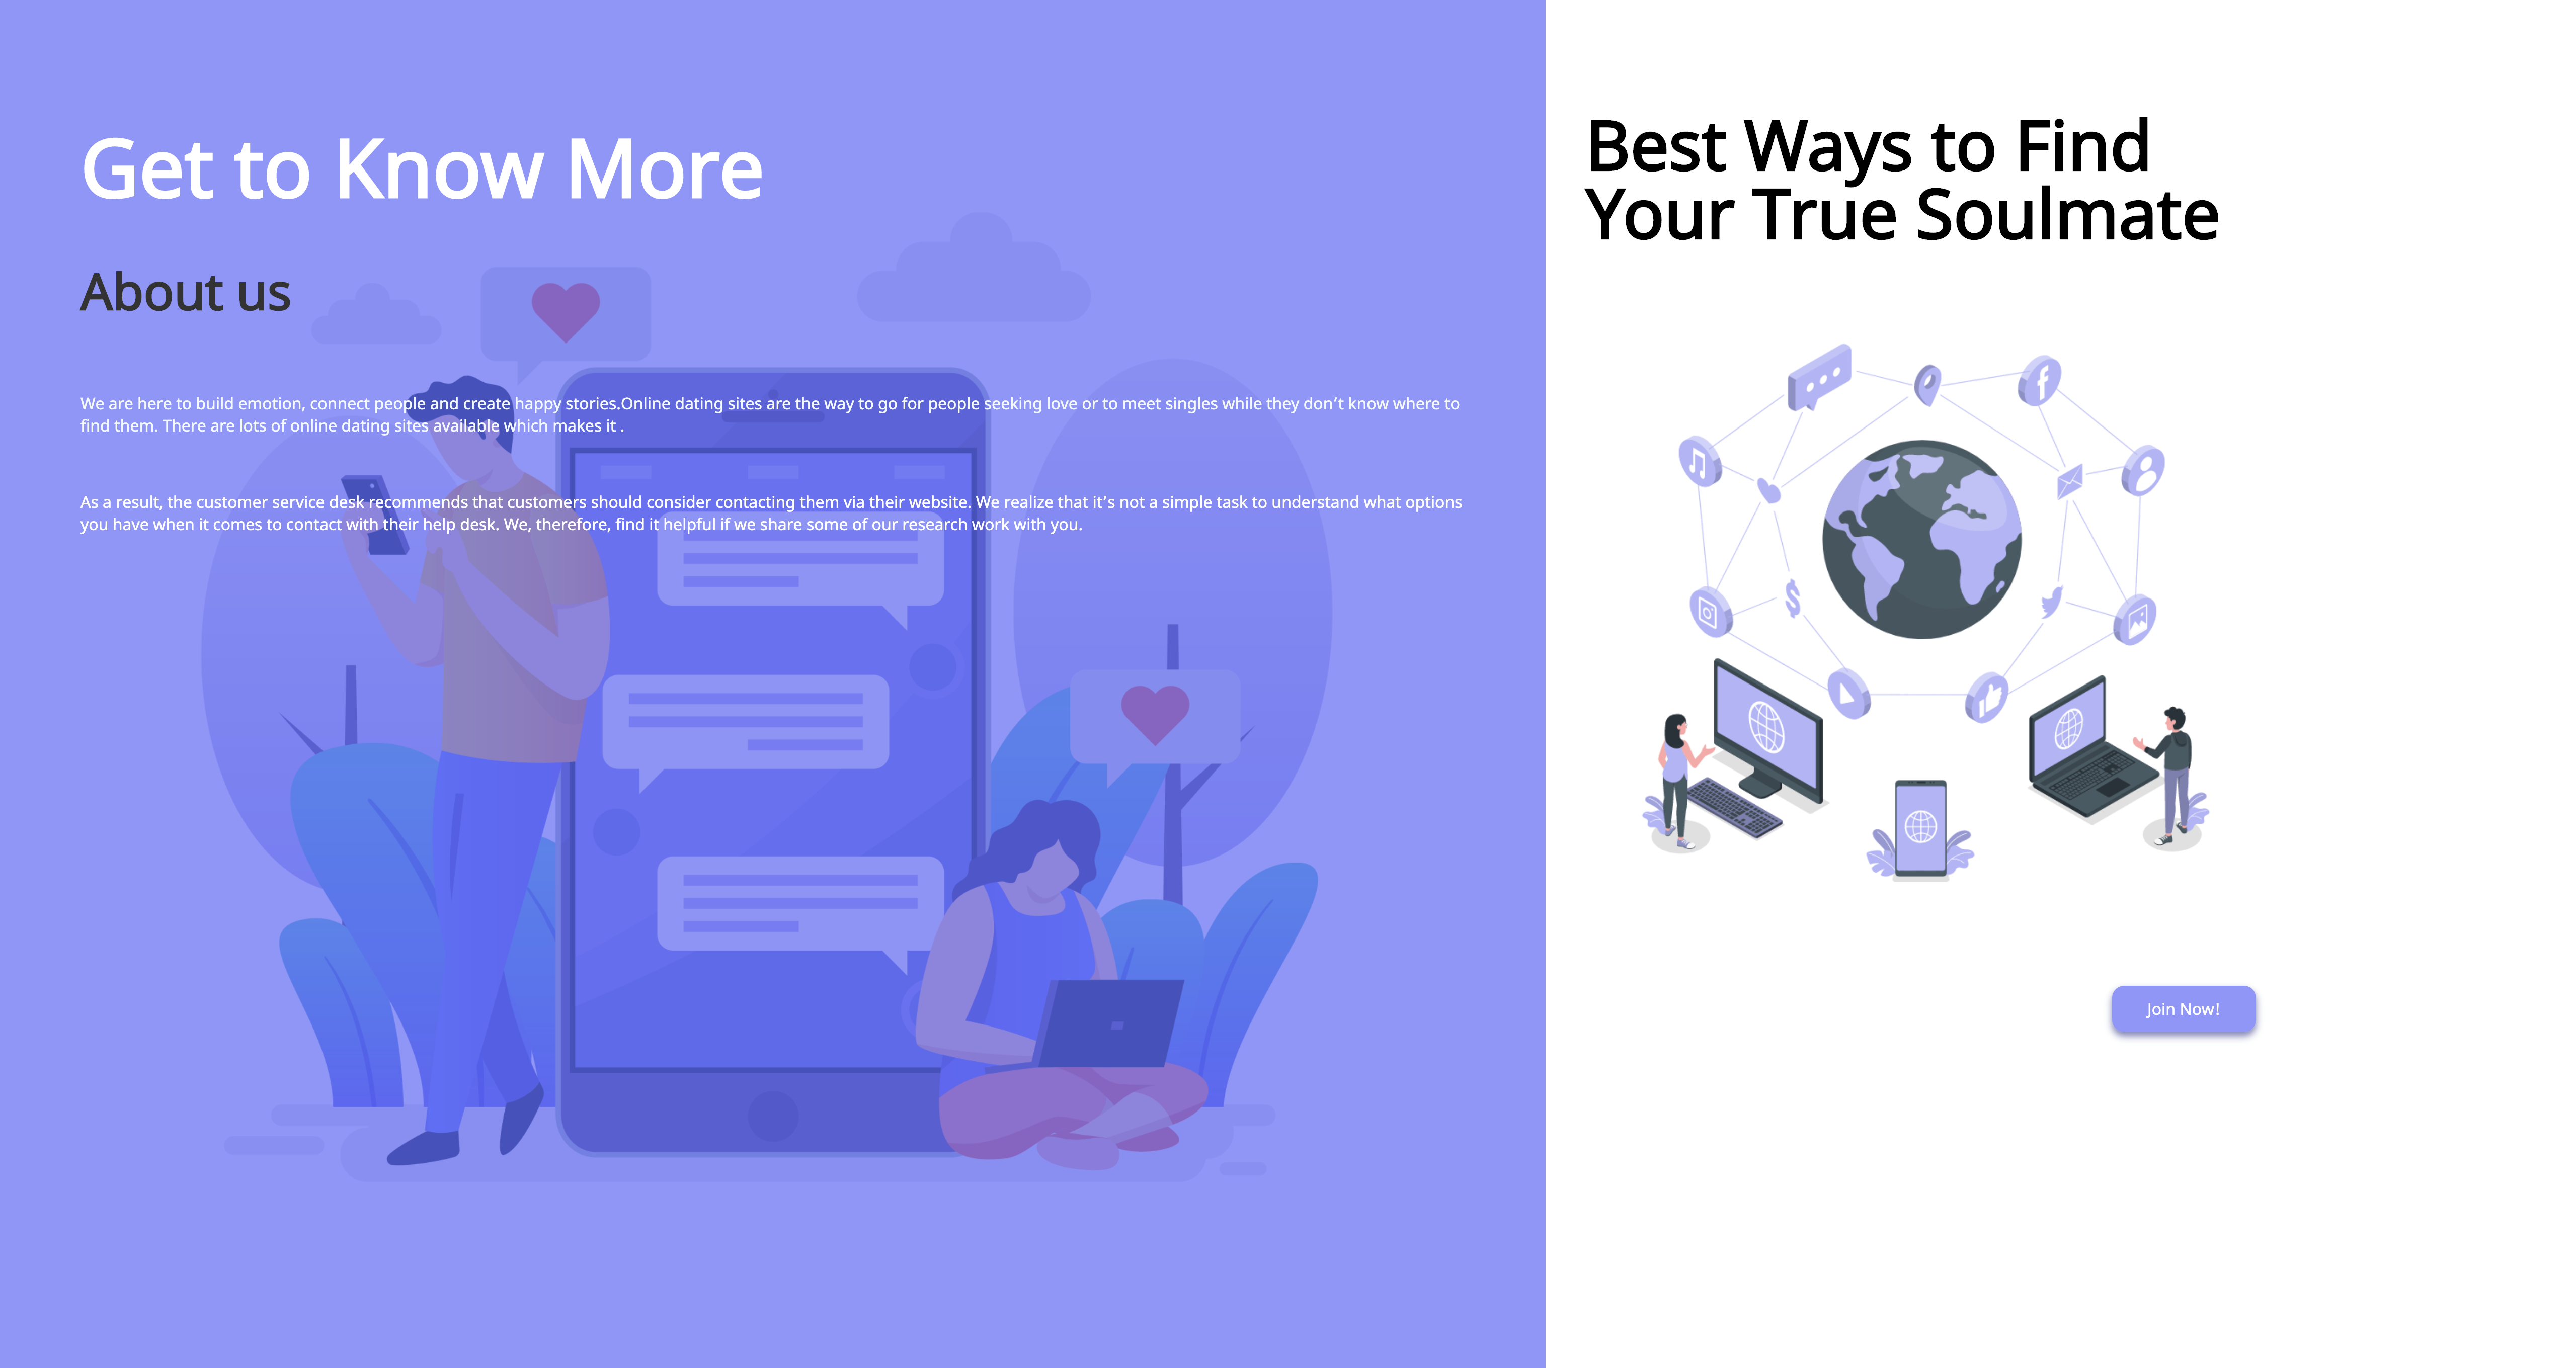 Get to Know More
About us
We are here to build emotion, connect people and create happy stories.Online dating sites are the way to go for people seeking love or to meet singles while they don’t know where to
find them. There are lots of online dating sites available which makes it .
As a result, the customer service desk recommends that customers should consider contacting them via their website. We realize that it’s not a simple task to understand what options
you have when it comes to contact with their help desk. We, therefore, find it helpful if we share some of our research work with you.
Best Ways to Find
Your True Soulmate
Join Now!